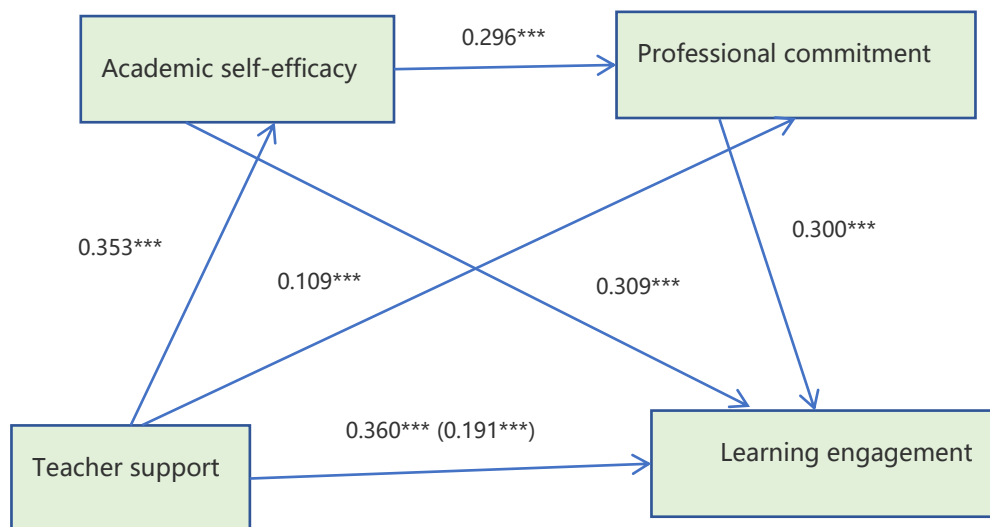 0.296***
Academic self-efficacy
Professional commitment
0.353***
0.109***
0.309***
0.300***
0.360*** (0.191***)
Teacher support
Learning engagement